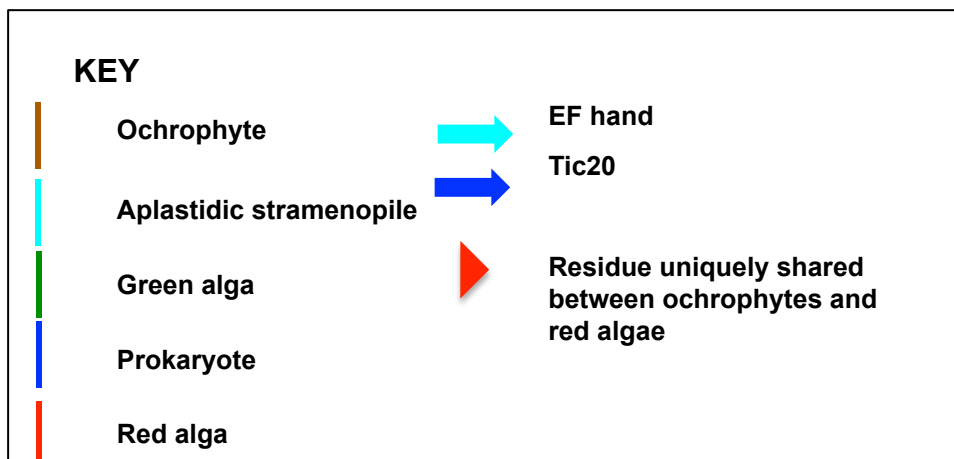 KEY
Ochrophyte
Aplastidic stramenopile
Green alga
Prokaryote
Red alga
EF hand
Tic20
Residue uniquely shared
between ochrophytes and
red algae